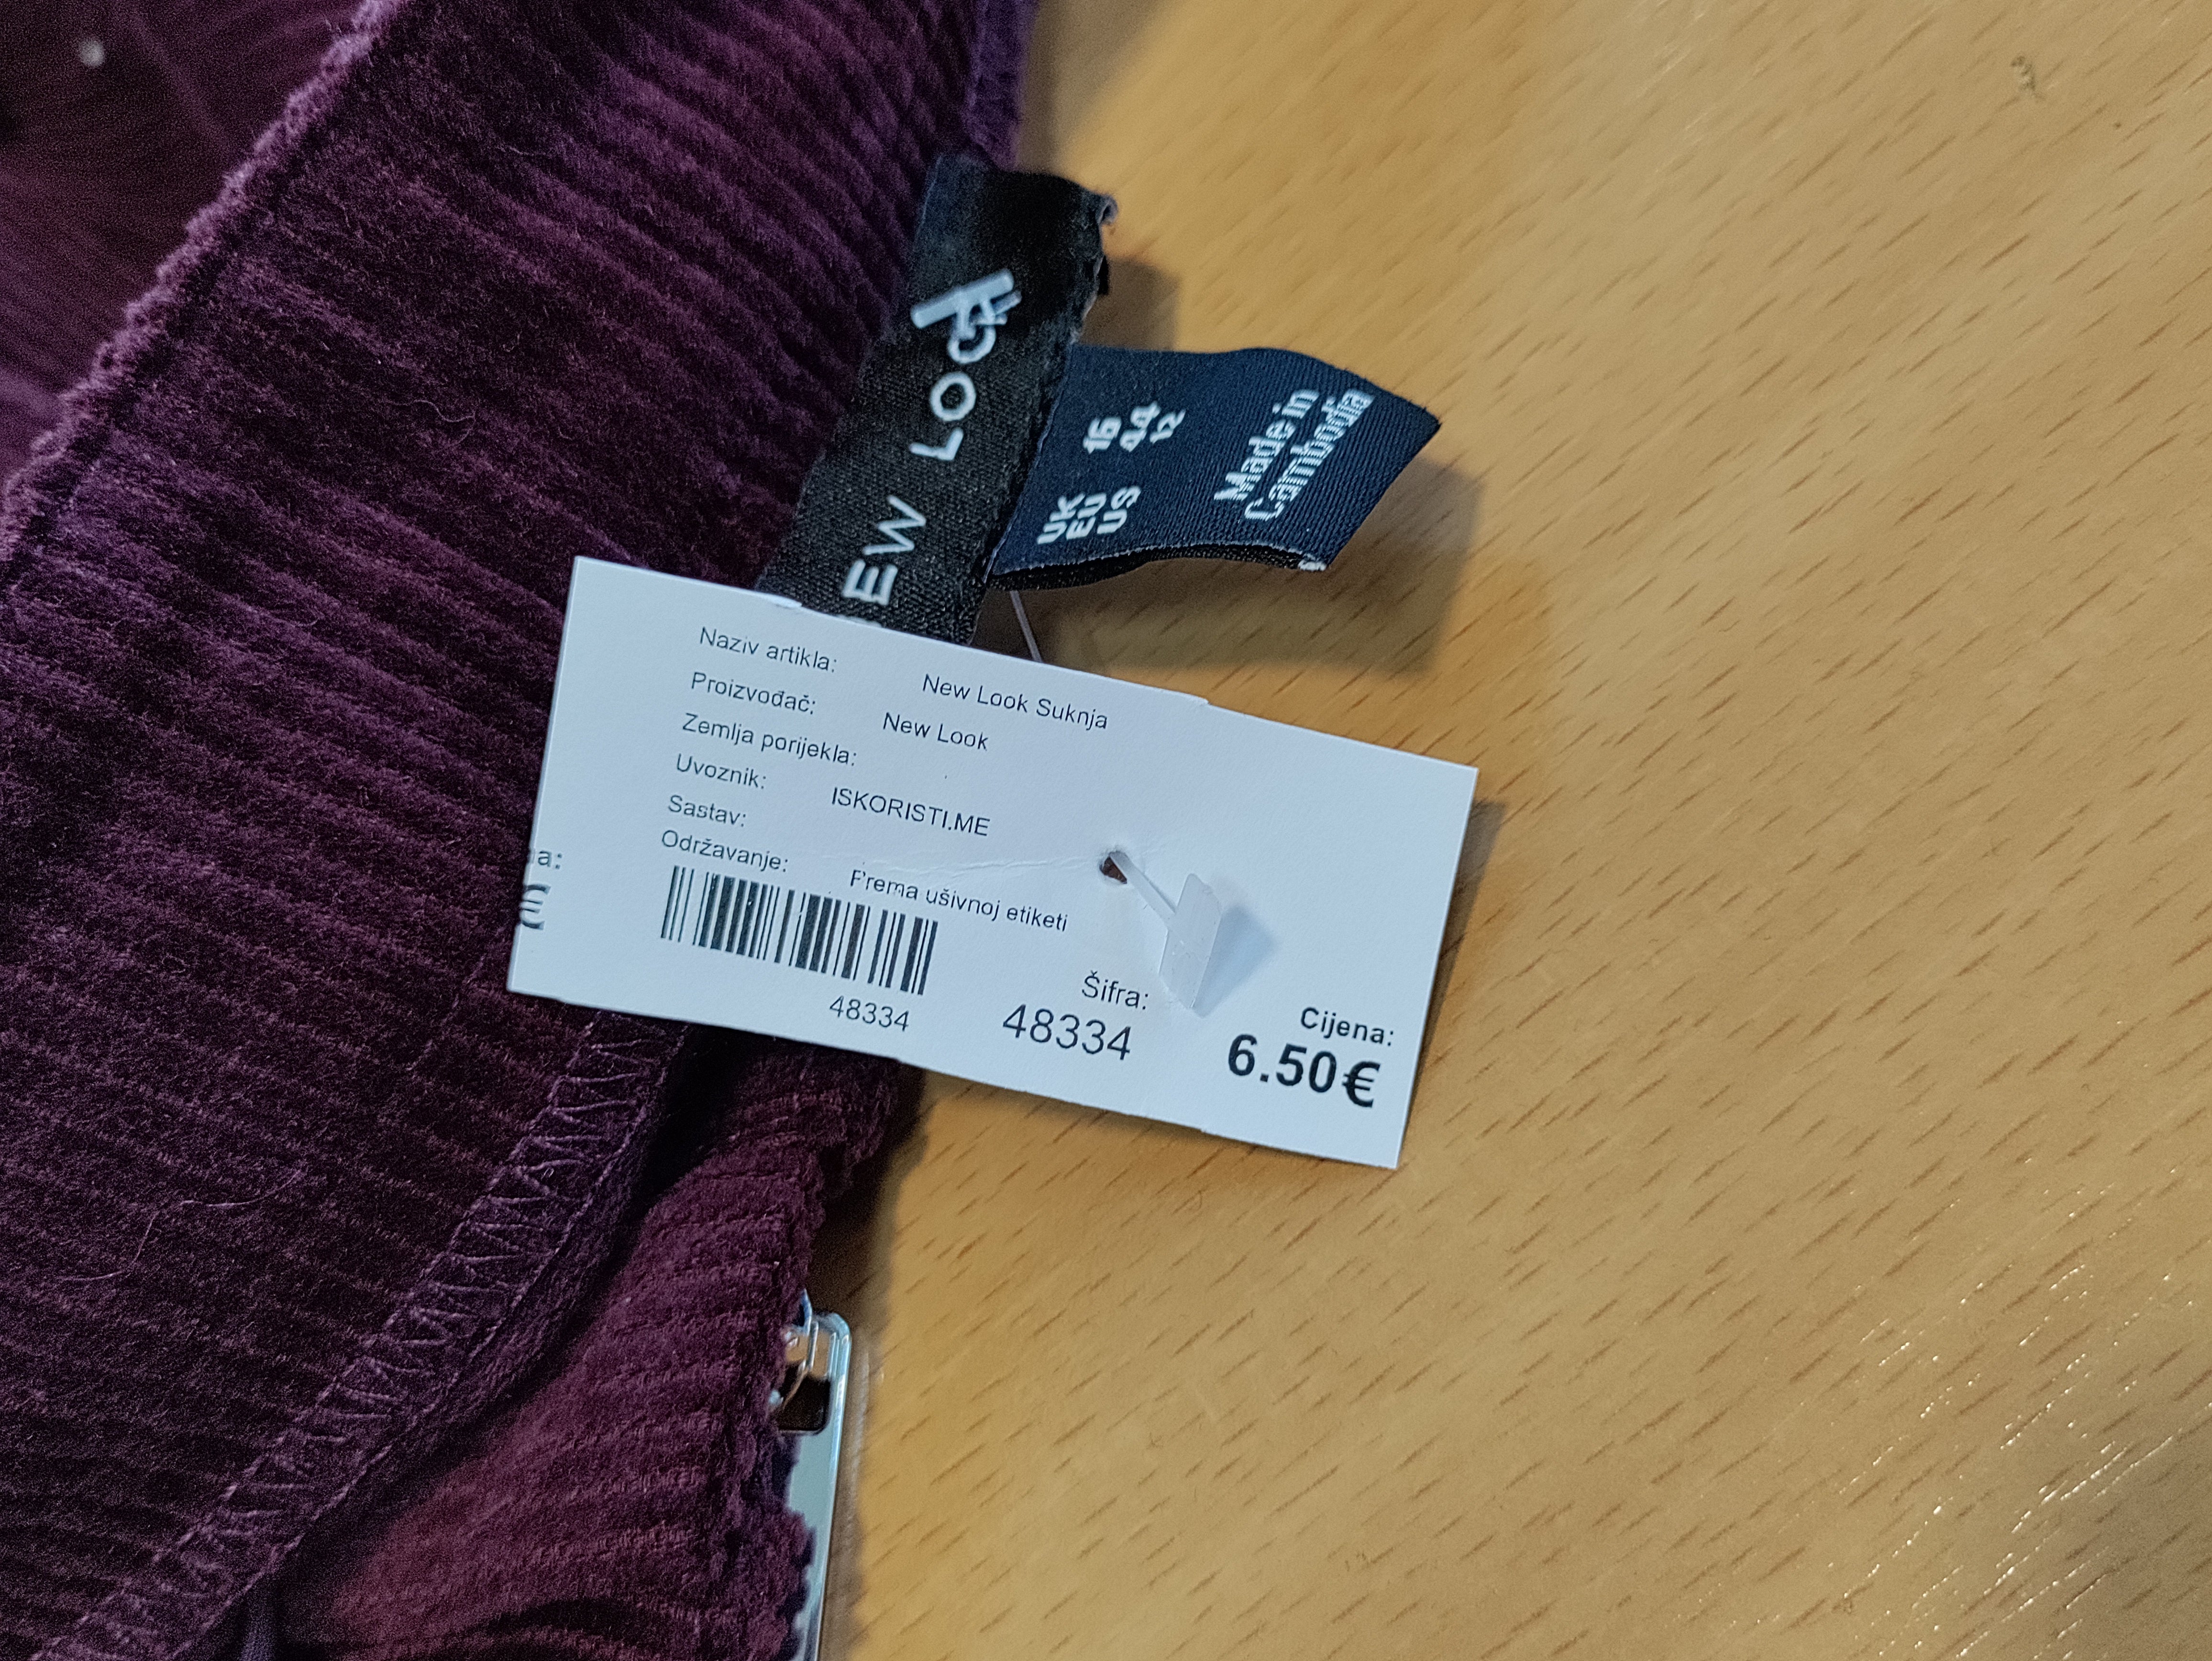 EW LOOK
UK 16
EU 44
US 12
Made in
Cambodia
Naziv artikla: New Look Suknja
Proizvođač: New Look
Zemlja porijekla:
Uvoznik: ISKORISTI.ME
Sastav:
Održavanje: Prema ušivnoj etiketi
48334
Šifra:
48334
Cijena:
6.50€
a:
€